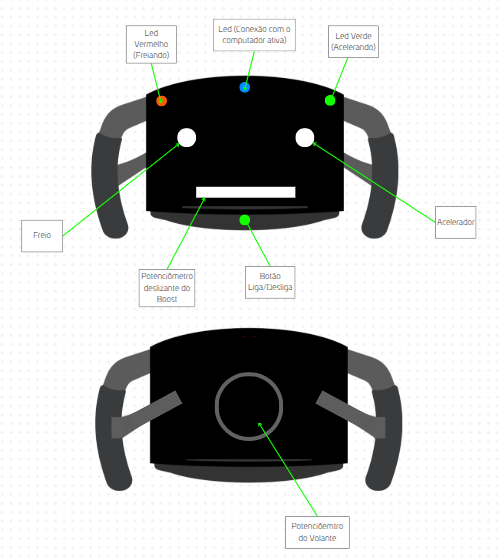 Led
Vermelho
(Freiando)
Led (Conexão com o
computador ativa)
Led Verde
(Acelerando)
Freio
Acelerador
Potenciômetro
deslizante do
Boost
Botão
Liga/Desliga
Potenciôemtro
do Volante